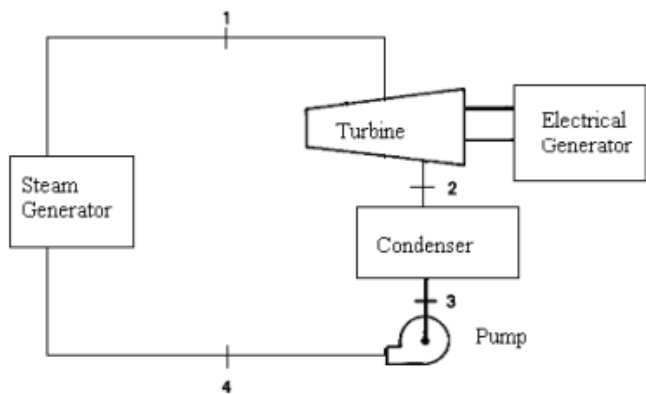 1
Turbine
Electrical
Generator
2
Steam
Generator
Condenser
3
Pump
4